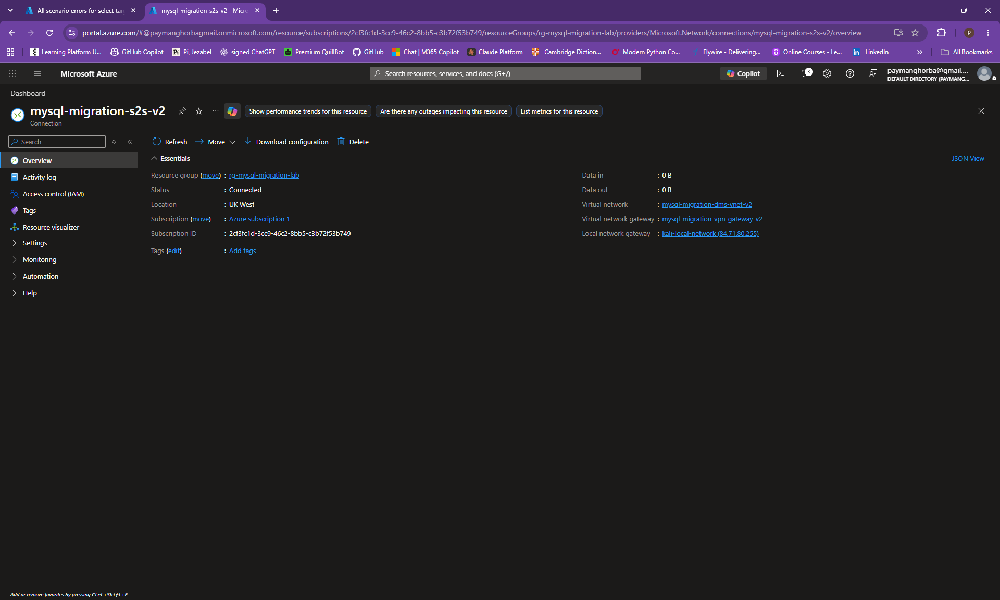 All scenario errors for select tar
mysql-migration-s2s-v2 - Micro
portal.azure.com/#@paymanghorbagmail.onmicrosoft.com/resource/subscriptions/2cf3fc1d-3cc9-46c2-8bb5-c3b72f53b749/resourceGroups/rg-mysql-migration-lab/providers/Microsoft.Network/connections/mysql-migration-s2s-v2/overview
p
Learning Platform U... GitHub Copilot Pi, Jezabel signed ChatGPT Premium QuillBot GitHub Chat | M365 Copilot Claude Platform Cambridge Diction... Modern Python Co... Flywire - Delivering... Online Courses - Le... LinkedIn All Bookmarks
Microsoft Azure
Search resources, services, and docs (G+/)
Copilot
3
paymanghorba@gmail....
DEFAULT DIRECTORY (PAYMANG...
Dashboard
mysql-migration-s2s-v2
Connection
Show performance trends for this resource
Are there any outages impacting this resource
List metrics for this resource
Search
Refresh Move Download configuration Delete
Overview
Activity log
Access control (IAM)
Tags
Resource visualizer
Settings
Monitoring
Automation
Help
Essentials
JSON View
Resource group (move) : rg-mysql-migration-lab
Status : Connected
Location : UK West
Subscription (move) : Azure subscription 1
Subscription ID : 2cf3fc1d-3cc9-46c2-8bb5-c3b72f53b749
Tags (edit) : Add tags
Data in : 0 B
Data out : 0 B
Virtual network : mysql-migration-dms-vnet-v2
Virtual network gateway : mysql-migration-vpn-gateway-v2
Local network gateway : kali-local-network (84.71.80.255)
Add or remove favorites by pressing Ctrl+Shift+F